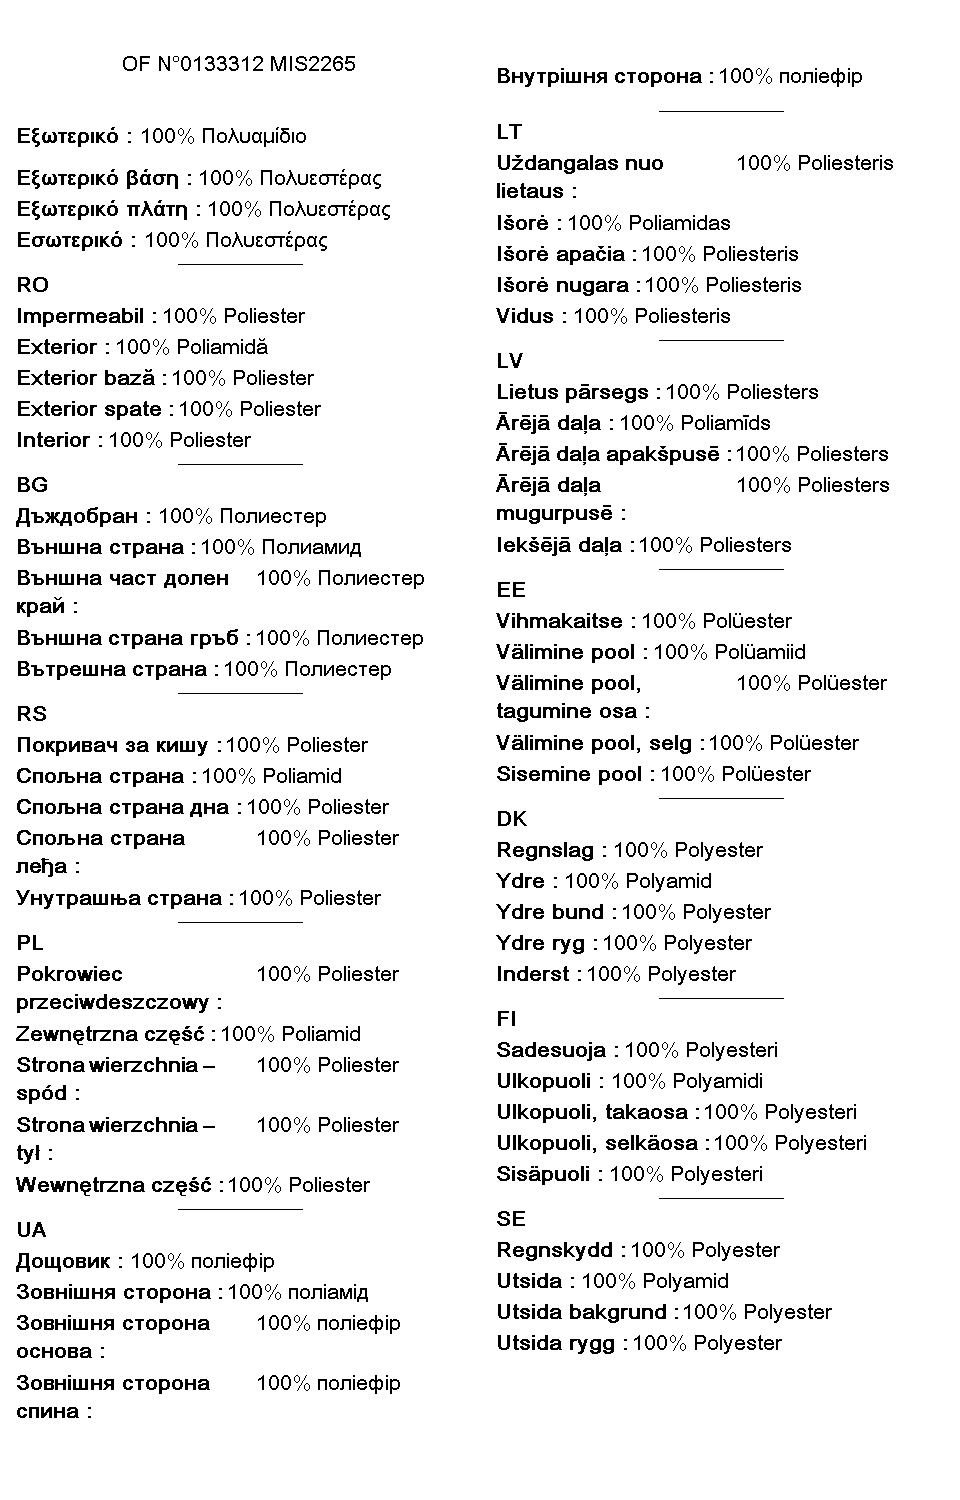 OF N°0133312 MIS2265
Εξωτερικό : 100% Πολυαμίδιο
Εξωτερικό βάση : 100% Πολυεστέρας
Εξωτερικό πλάτη : 100% Πολυεστέρας
Εσωτερικό : 100% Πολυεστέρας
RO
Impermeabil : 100% Poliester
Exterior : 100% Poliamidă
Exterior bază : 100% Poliester
Exterior spate : 100% Poliester
Interior : 100% Poliester
BG
Дъждобран : 100% Полиестер
Външна страна : 100% Полиамид
Външна част долен 100% Полиестер
край :
Външна страна гръб : 100% Полиестер
Вътрешна страна : 100% Полиестер
RS
Покривач за кишу : 100% Poliester
Спољна страна : 100% Poliamid
Спољна страна дна : 100% Poliester
Спољна страна 100% Poliester
леђа :
Унутрашња страна : 100% Poliester
PL
Pokrowiec 100% Poliester
przeciwdeszczowy :
Zewnętrzna część : 100% Poliamid
Strona wierzchnia – 100% Poliester
spód :
Strona wierzchnia – 100% Poliester
tył :
Wewnętrzna część : 100% Poliester
UA
Дощовик : 100% поліефір
Зовнішня сторона : 100% поліамід
Зовнішня сторона 100% поліефір
основа :
Зовнішня сторона 100% поліефір
спина :
Внутрішня сторона : 100% поліефір
LT
Uždangalas nuo 100% Poliesteris
lietaus :
Išorė : 100% Poliamidas
Išorė apačia : 100% Poliesteris
Išorė nugara : 100% Poliesteris
Vidus : 100% Poliesteris
LV
Lietus pārsegs : 100% Poliesters
Ārējā daļa : 100% Poliamīds
Ārējā daļa apakšpusē : 100% Poliesters
Ārējā daļa 100% Poliesters
mugurpusē :
Iekšējā daļa : 100% Poliesters
EE
Vihmakaitse : 100% Polüester
Välimine pool : 100% Polüamiid
Välimine pool, 100% Polüester
tagumine osa :
Välimine pool, selg : 100% Polüester
Sisemine pool : 100% Polüester
DK
Regnslag : 100% Polyester
Ydre : 100% Polyamid
Ydre bund : 100% Polyester
Ydre ryg : 100% Polyester
Inderst : 100% Polyester
FI
Sadesuoja : 100% Polyesteri
Ulkopuoli : 100% Polyamidi
Ulkopuoli, takaosa : 100% Polyesteri
Ulkopuoli, selkäosa : 100% Polyesteri
Sisäpuoli : 100% Polyesteri
SE
Regnskydd : 100% Polyester
Utsida : 100% Polyamid
Utsida bakgrund : 100% Polyester
Utsida rygg : 100% Polyester